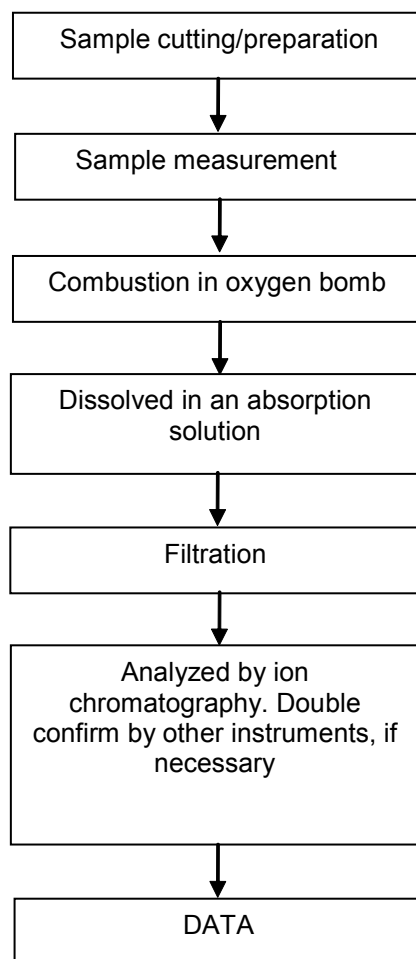 Sample cutting/preparation
Sample measurement
Combustion in oxygen bomb
Dissolved in an absorption
solution
Filtration
Analyzed by ion
chromatography. Double
confirm by other instruments, if
necessary
DATA